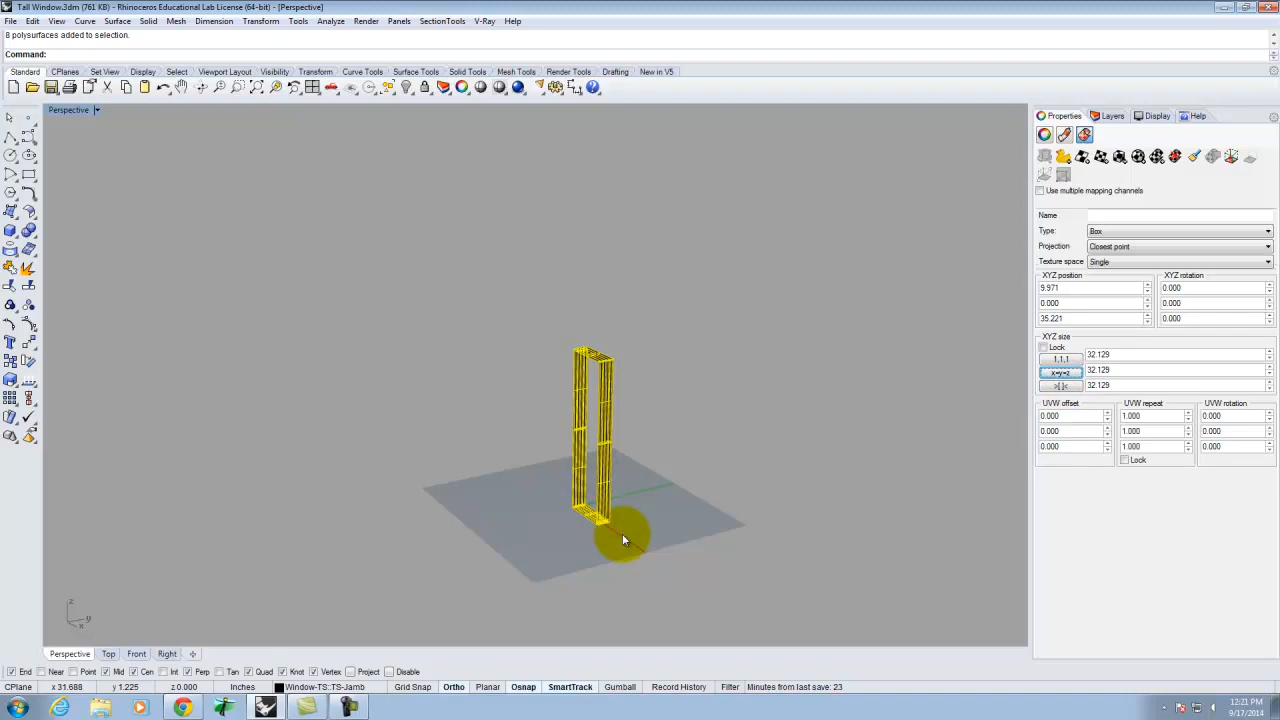 Tall Window.3dm (761 KB) - Rhinoceros Educational Lab License (64-bit) - [Perspective]
File Edit View Curve Surface Solid Mesh Dimension Transform Tools Analyze Render Panels SectionTools V-Ray Help
8 polysurfaces added to selection.
Command:
Standard CPlanes Set View Display Select Viewport Layout Visibility Transform Curve Tools Surface Tools Solid Tools Mesh Tools Render Tools Drafting New in V5
Perspective
Properties Layers Display Help
Use multiple mapping channels
Name
Type: Box
Projection Closest point
Texture space Single
XYZ position XYZ rotation
9.971 0.000
0.000 0.000
35.221 0.000
XYZ size
Lock
1,1,1 32.129
x=y=z 32.129
>[ ]< 32.129
UVW offset UVW repeat UVW rotation
0.000 1.000 0.000
0.000 1.000 0.000
0.000 1.000 0.000
Lock
z
y
x
Perspective Top Front Right
End Near Point Mid Cen Int Perp Tan Quad Knot Vertex Project Disable
CPlane x 31.688 y 1.225 z 0.000 Inches Window-TS::TS-Jamb Grid Snap Ortho Planar Osnap SmartTrack Gumball Record History Filter Minutes from last save: 23
12:21 PM
9/17/2014